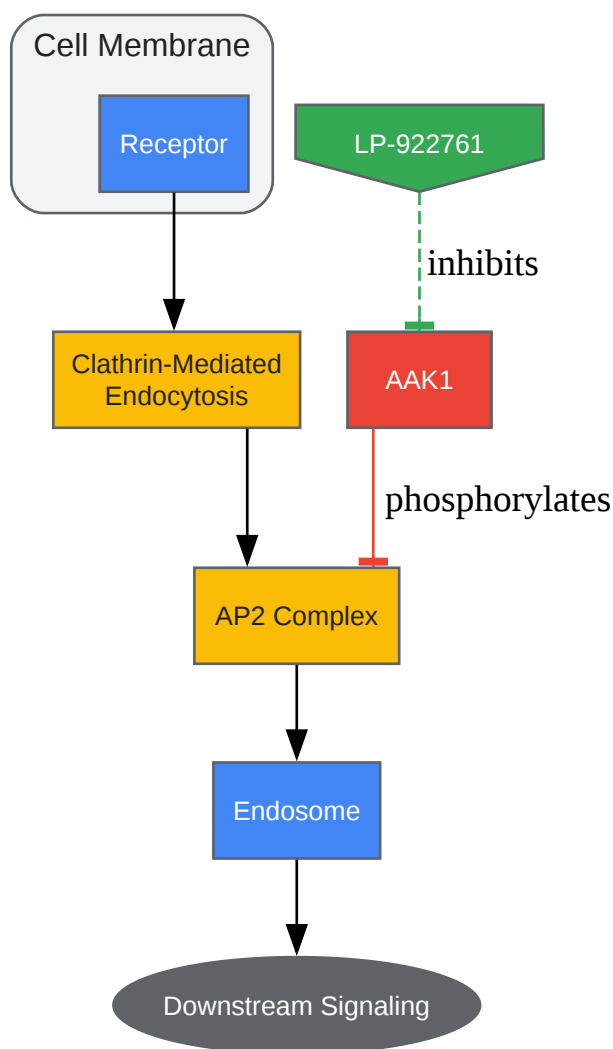 Cell Membrane
Receptor
LP-922761
inhibits
Clathrin-Mediated
Endocytosis
AAK1
phosphorylates
AP2 Complex
Endosome
Downstream Signaling